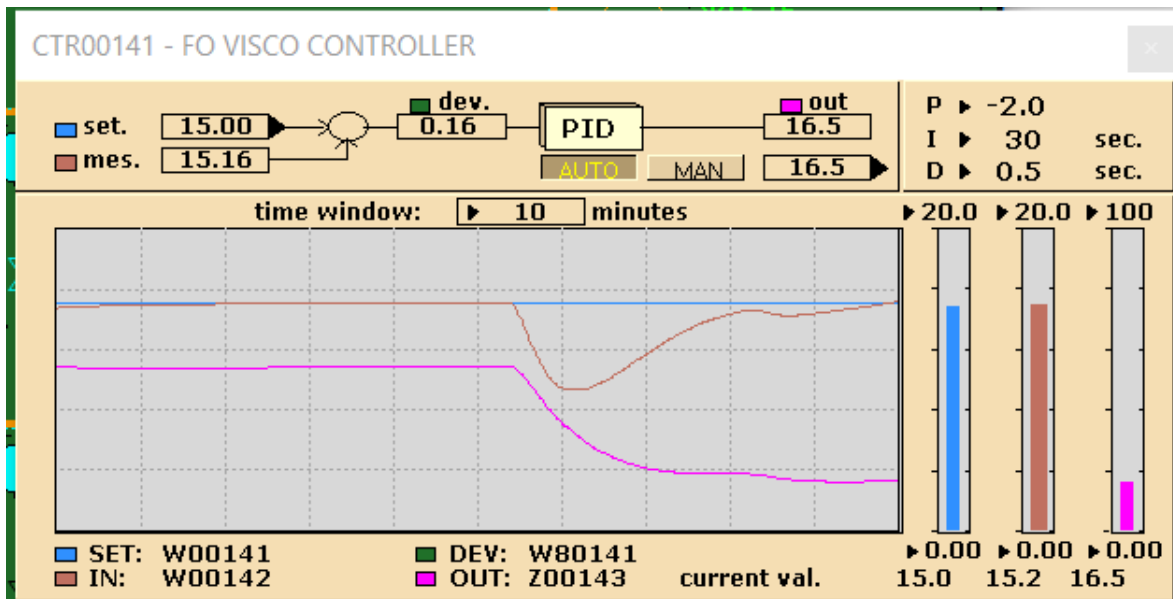 CTR00141 - FO VISCO CONTROLLER
set. 15.00 dev. 0.16 PID out 16.5
mes. 15.16 AUTO MAN 16.5
P -2.0
I 30 sec.
D 0.5 sec.
time window: 10 minutes
20.0 20.0 100
SET: W00141 DEV: W80141 0.00 0.00 0.00
IN: W00142 OUT: Z00143 current val. 15.0 15.2 16.5